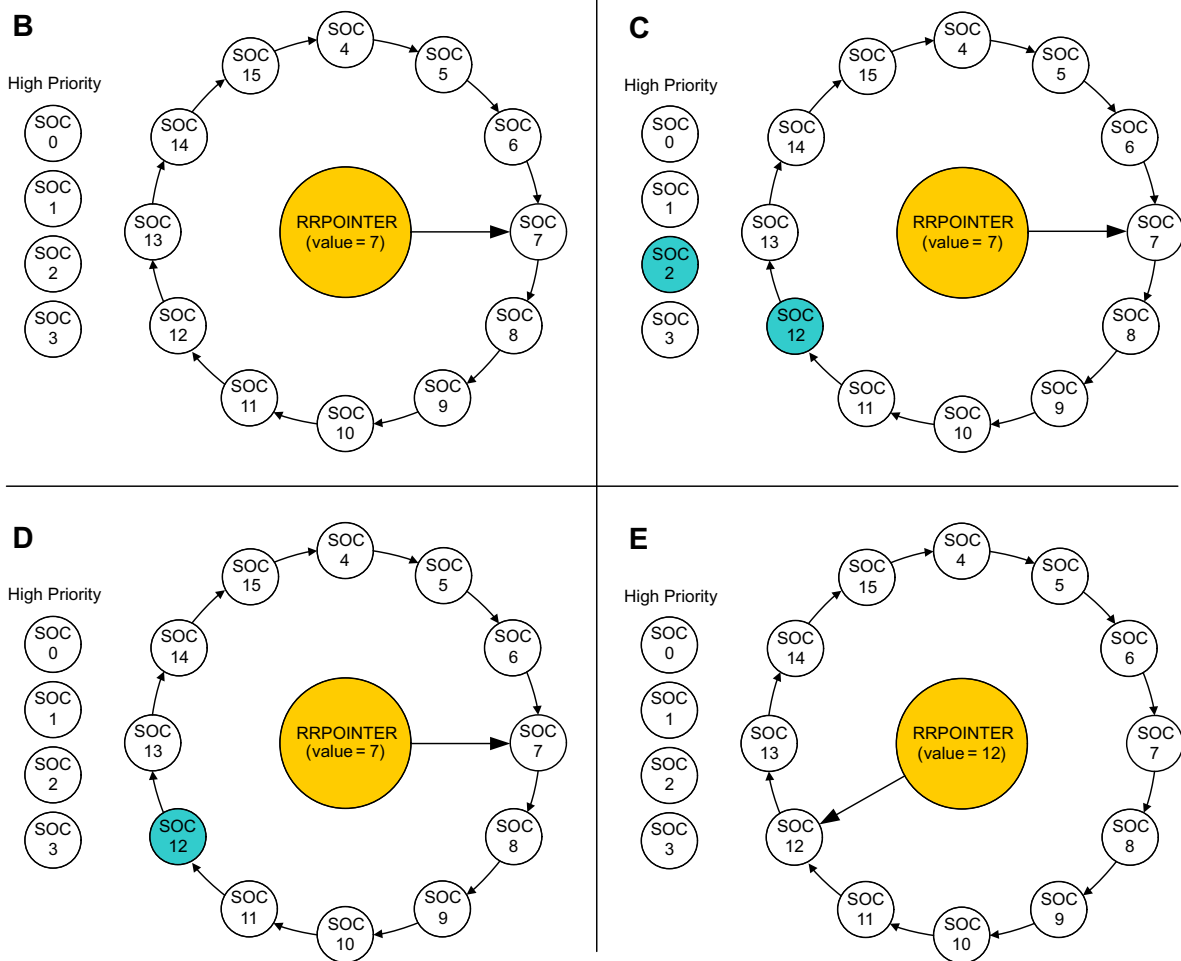 B
High Priority
SOC
0
SOC
1
SOC
2
SOC
3
SOC
4
SOC
5
SOC
6
SOC
7
SOC
8
SOC
9
SOC
10
SOC
11
SOC
12
SOC
13
SOC
14
SOC
15
RRPOINTER
(value = 7)
C
High Priority
SOC
0
SOC
1
SOC
2
SOC
3
SOC
4
SOC
5
SOC
6
SOC
7
SOC
8
SOC
9
SOC
10
SOC
11
SOC
12
SOC
13
SOC
14
SOC
15
RRPOINTER
(value = 7)
D
High Priority
SOC
0
SOC
1
SOC
2
SOC
3
SOC
4
SOC
5
SOC
6
SOC
7
SOC
8
SOC
9
SOC
10
SOC
11
SOC
12
SOC
13
SOC
14
SOC
15
RRPOINTER
(value = 7)
E
High Priority
SOC
0
SOC
1
SOC
2
SOC
3
SOC
4
SOC
5
SOC
6
SOC
7
SOC
8
SOC
9
SOC
10
SOC
11
SOC
12
SOC
13
SOC
14
SOC
15
RRPOINTER
(value = 12)